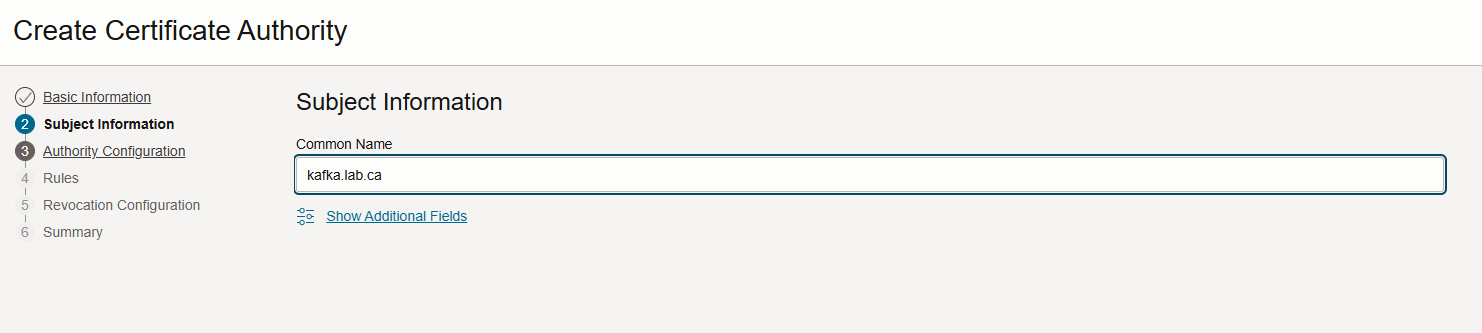 Create Certificate Authority
Basic Information
2 Subject Information
3 Authority Configuration
4 Rules
5 Revocation Configuration
6 Summary
Subject Information
Common Name
kafka.lab.ca
Show Additional Fields